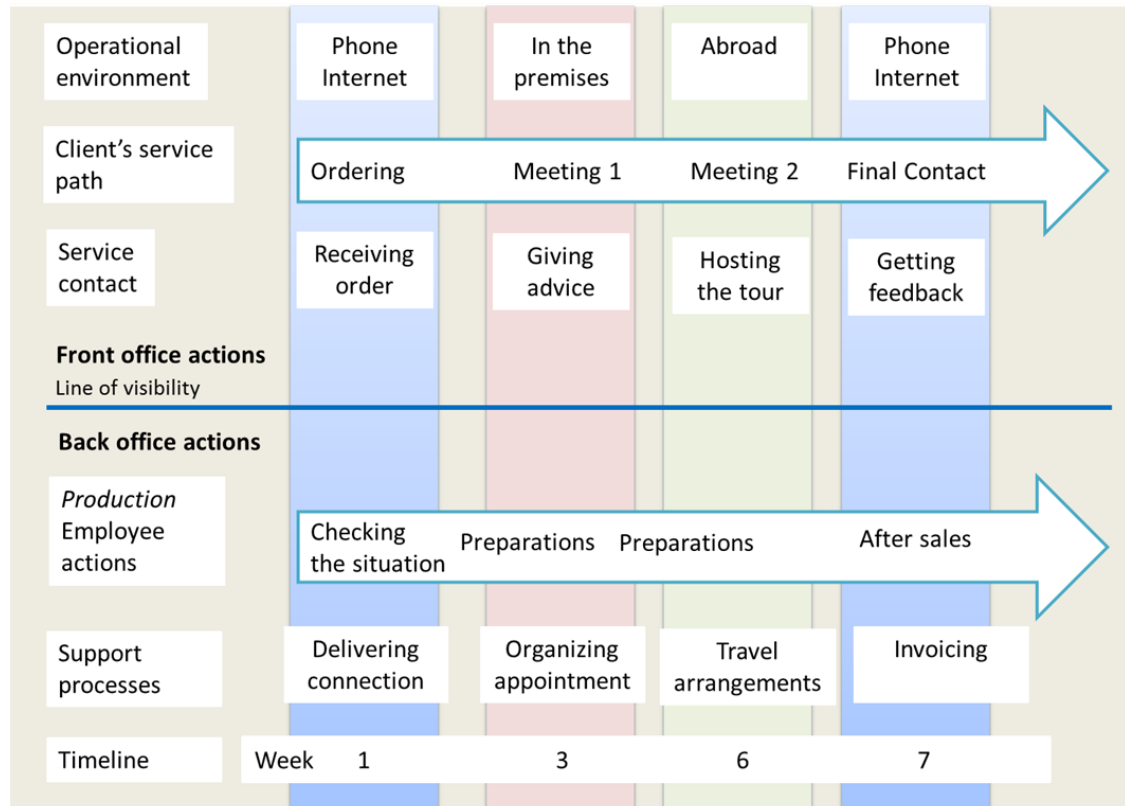 Operational
environment
Phone
Internet
In the
premises
Abroad
Phone
Internet
Client's service
path
Ordering
Meeting 1
Meeting 2
Final Contact
Service
contact
Receiving
order
Giving
advice
Hosting
the tour
Getting
feedback
Front office actions
Line of visibility
Back office actions
Production
Employee
actions
Checking
the situation
Preparations
Preparations
After sales
Support
processes
Delivering
connection
Organizing
appointment
Travel
arrangements
Invoicing
Timeline
Week 1 3 6 7